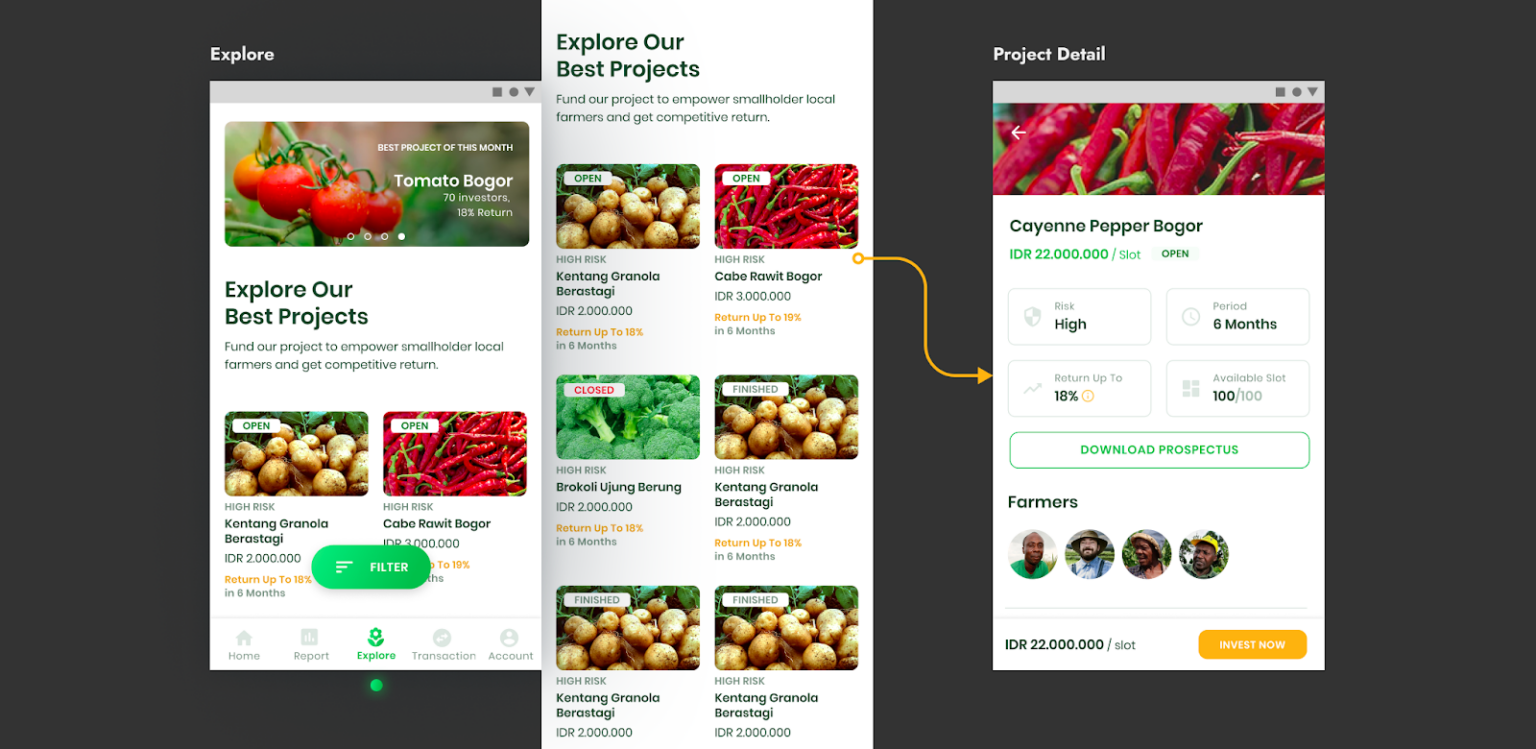 Explore
BEST PROJECT OF THIS MONTH
Tomato Bogor
70 investors,
18% Return
Explore Our
Best Projects
Fund our project to empower smallholder local
farmers and get competitive return.
OPEN
HIGH RISK
Kentang Granola
Berastagi
IDR 2.000.000
Return Up To 18%
in 6 Months
OPEN
HIGH RISK
Cabe Rawit Bogor
IDR 3.000.000
o 19%
ths
FILTER
Home
Report
Explore
Transaction
Account
Explore Our
Best Projects
Fund our project to empower smallholder local
farmers and get competitive return.
OPEN
HIGH RISK
Kentang Granola
Berastagi
IDR 2.000.000
Return Up To 18%
in 6 Months
OPEN
HIGH RISK
Cabe Rawit Bogor
IDR 3.000.000
Return Up To 19%
in 6 Months
CLOSED
HIGH RISK
Brokoli Ujung Berung
IDR 2.000.000
Return Up To 18%
in 6 Months
FINISHED
HIGH RISK
Kentang Granola
Berastagi
IDR 2.000.000
Return Up To 18%
in 6 Months
FINISHED
HIGH RISK
Kentang Granola
Berastagi
IDR 2.000.000
FINISHED
HIGH RISK
Kentang Granola
Berastagi
IDR 2.000.000
Project Detail
Cayenne Pepper Bogor
IDR 22.000.000 / Slot OPEN
Risk
High
Period
6 Months
Return Up To
18%
Available Slot
100/100
DOWNLOAD PROSPECTUS
Farmers
IDR 22.000.000 / slot
INVEST NOW